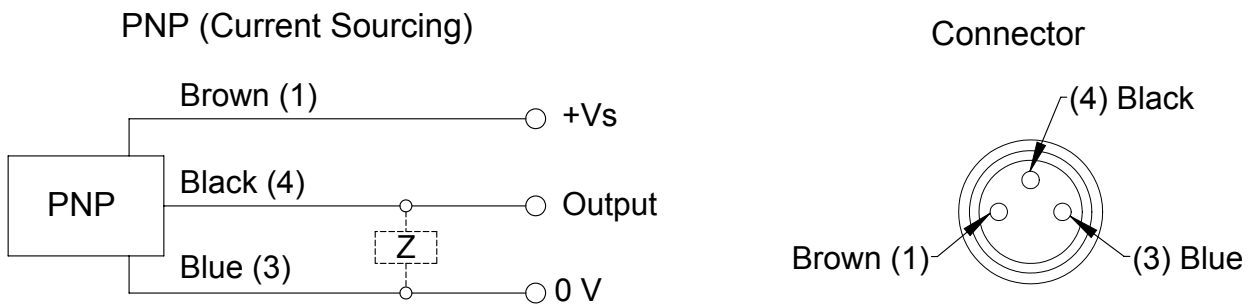 PNP (Current Sourcing)
Brown (1)
+Vs
PNP
Black (4)
Output
Z
Blue (3)
0 V
Connector
(4) Black
Brown (1)
(3) Blue